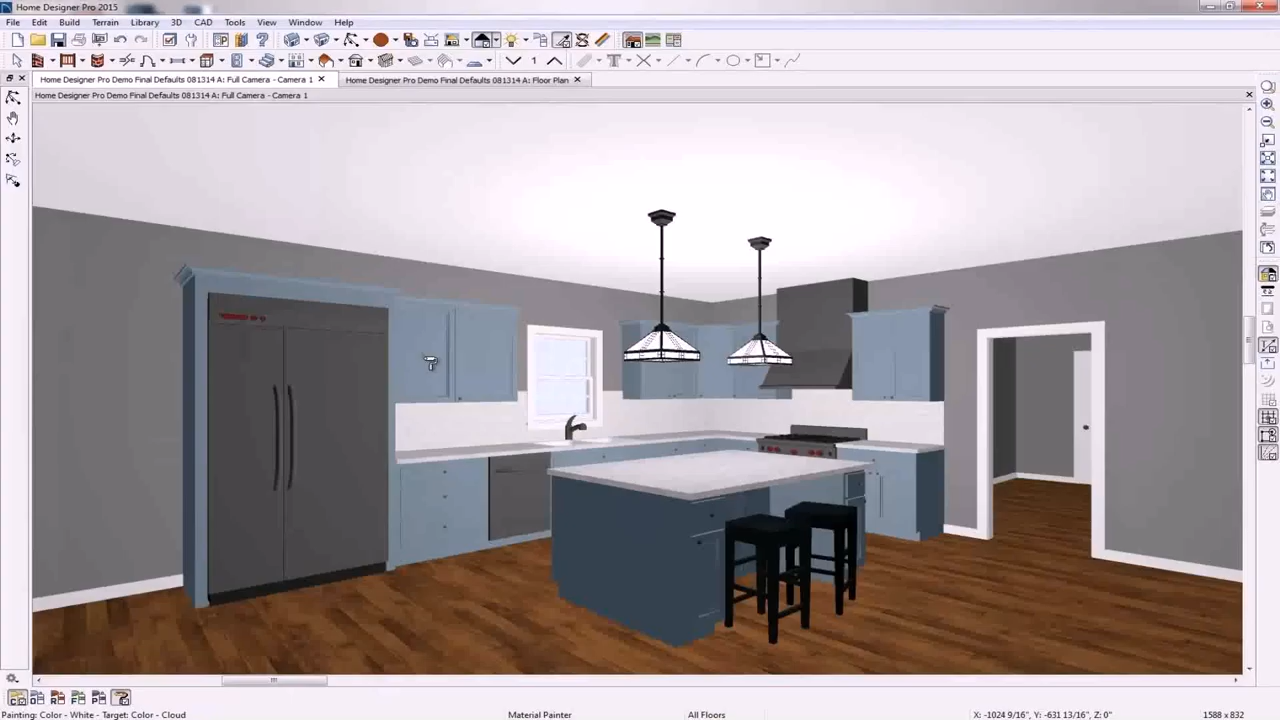 Home Designer Pro 2015
File Edit Build Terrain Library 3D CAD Tools View Window Help
Home Designer Pro Demo Final Defaults 081314 A: Full Camera - Camera 1
Home Designer Pro Demo Final Defaults 081314 A: Floor Plan
Home Designer Pro Demo Final Defaults 081314 A: Full Camera - Camera 1
Painting: Color - White - Target: Color - Cloud
Material Painter
All Floors
X: -1024 9/16", Y: -631 13/16", Z: 0"
1588 x 832